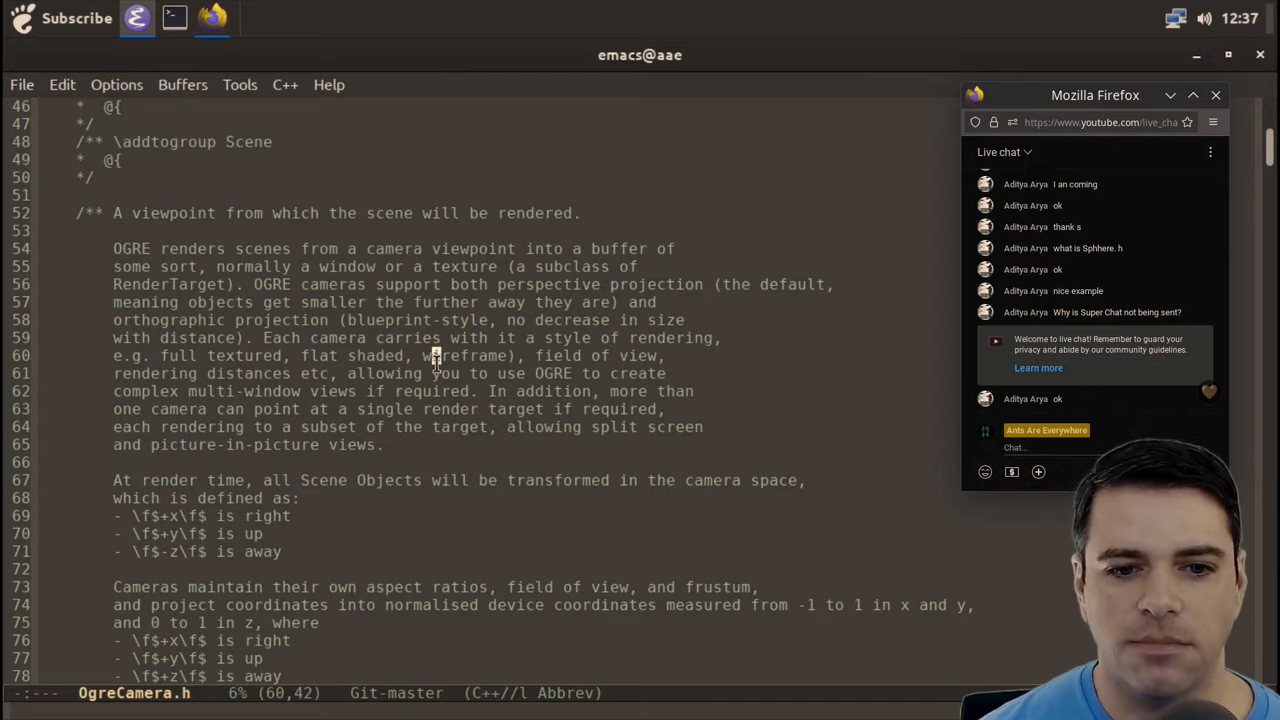 Subscribe
12:37
emacs@aae
File Edit Options Buffers Tools C++ Help
46 * @{
47 */
48 /** \addtogroup Scene
49 * @{
50 */
51
52 /** A viewpoint from which the scene will be rendered.
53
54 OGRE renders scenes from a camera viewpoint into a buffer of
55 some sort, normally a window or a texture (a subclass of
56 RenderTarget). OGRE cameras support both perspective projection (the default,
57 meaning objects get smaller the further away they are) and
58 orthographic projection (blueprint-style, no decrease in size
59 with distance). Each camera carries with it a style of rendering,
60 e.g. full textured, flat shaded, wireframe), field of view,
61 rendering distances etc, allowing you to use OGRE to create
62 complex multi-window views if required. In addition, more than
63 one camera can point at a single render target if required,
64 each rendering to a subset of the target, allowing split screen
65 and picture-in-picture views.
66
67 At render time, all Scene Objects will be transformed in the camera space,
68 which is defined as:
69 - \f$+x\f$ is right
70 - \f$+y\f$ is up
71 - \f$-z\f$ is away
72
73 Cameras maintain their own aspect ratios, field of view, and frustum,
74 and project coordinates into normalised device coordinates measured from -1 to 1 in x and y,
75 and 0 to 1 in z, where
76 - \f$+x\f$ is right
77 - \f$+y\f$ is up
78 - \f$+z\f$ is away
-:--- OgreCamera.h 6% (60,42) Git-master (C++//l Abbrev)
Mozilla Firefox
https://www.youtube.com/live_cha
Live chat
Aditya Arya I an coming
Aditya Arya ok
Aditya Arya thank s
Aditya Arya what is Sphhere. h
Aditya Arya ok
Aditya Arya nice example
Aditya Arya Why is Super Chat not being sent?
Welcome to live chat! Remember to guard your
privacy and abide by our community guidelines.
Learn more
Aditya Arya ok
Ants Are Everywhere
Chat...